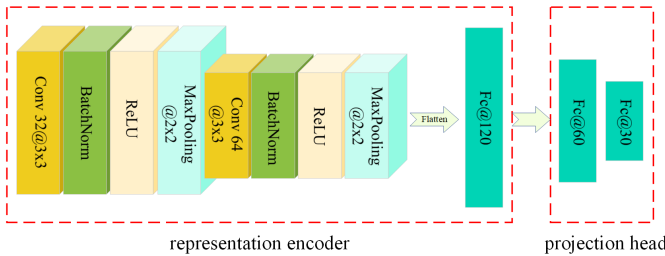 Conv 32@3x3
BatchNorm
ReLU
MaxPooling
@2x2
Conv 64
@3x3
BatchNorm
ReLU
MaxPooling
@2x2
Flatten
Fc@120
Fc@60
Fc@30
representation encoder
projection head